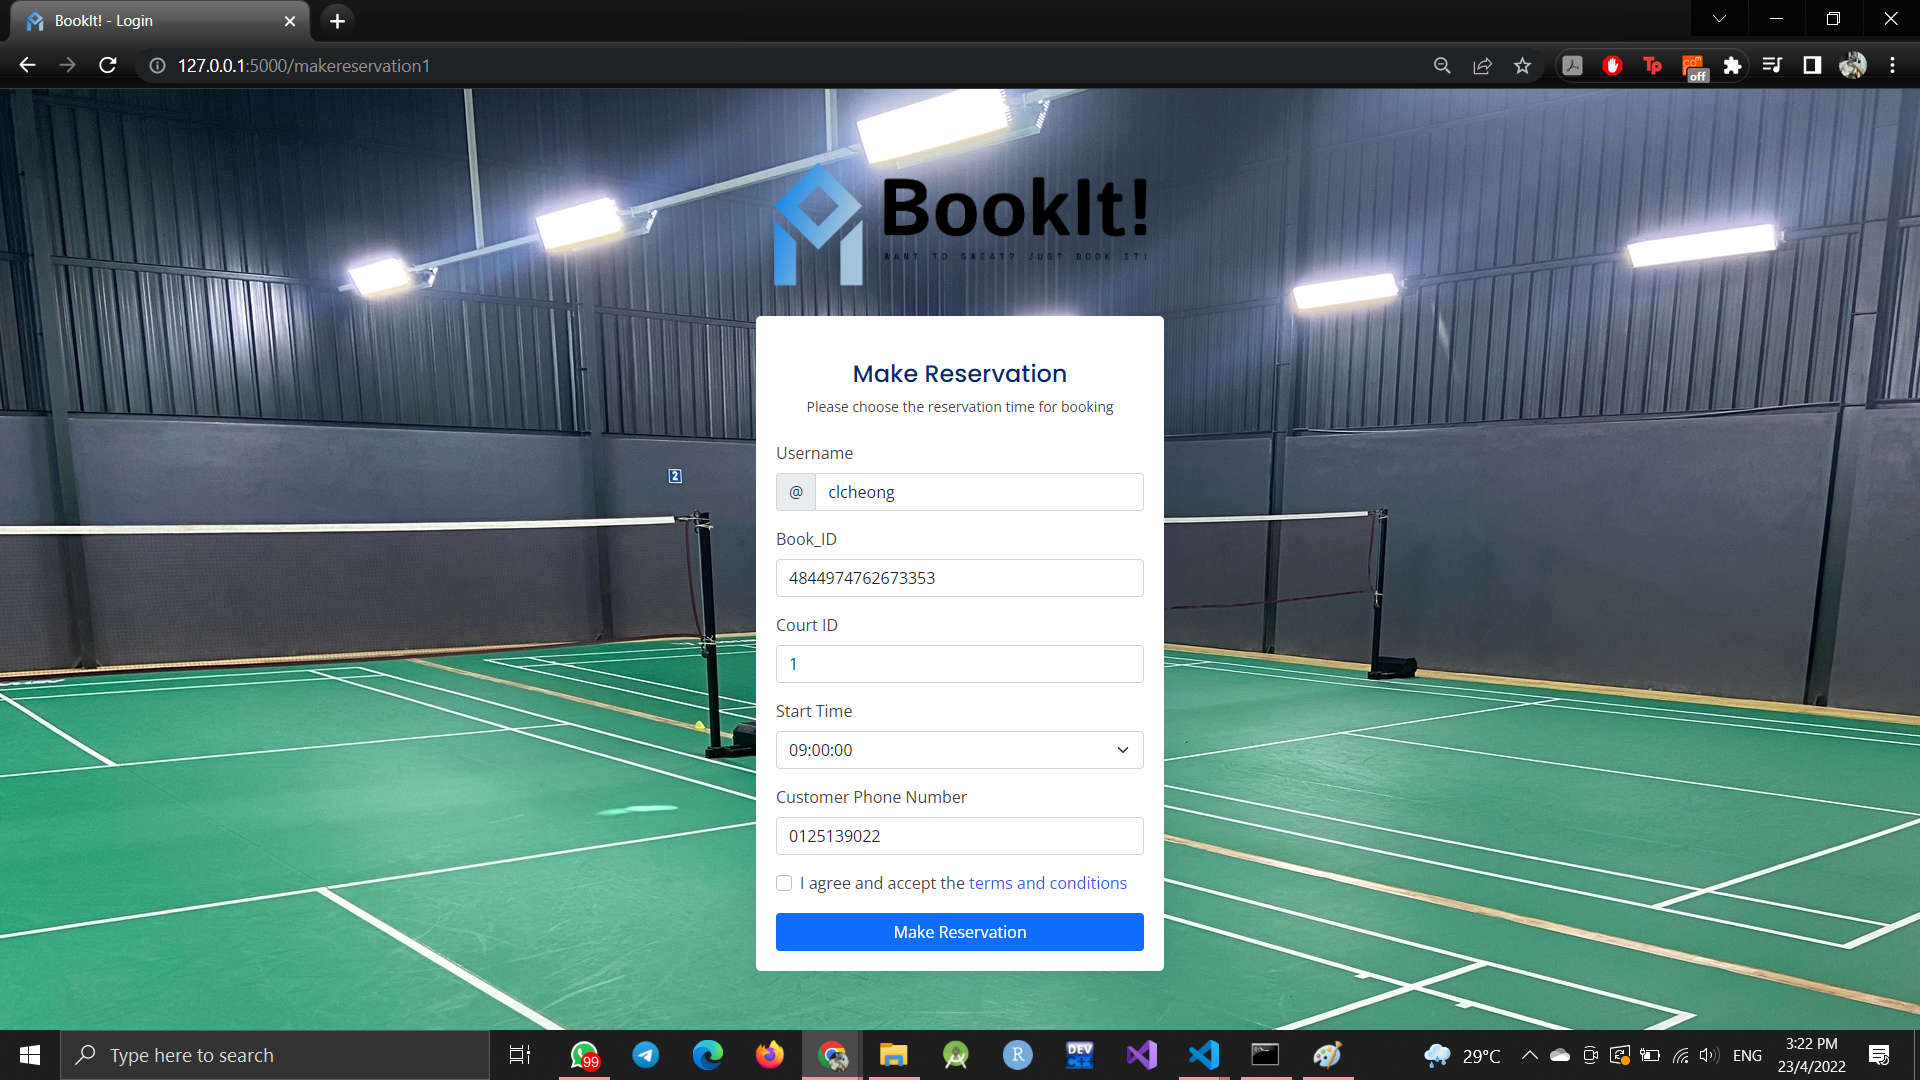 BookIt! - Login
127.0.0.1:5000/makereservation1
off
BookIt!
WANT TO SWEAT? JUST BOOK IT!
2
Make Reservation
Please choose the reservation time for booking
Username
@ clcheong
Book_ID
4844974762673353
Court ID
1
Start Time
09:00:00
Customer Phone Number
0125139022
I agree and accept the terms and conditions
Make Reservation
Type here to search
99
R
DEV
C++
29°C
ENG
3:22 PM
23/4/2022